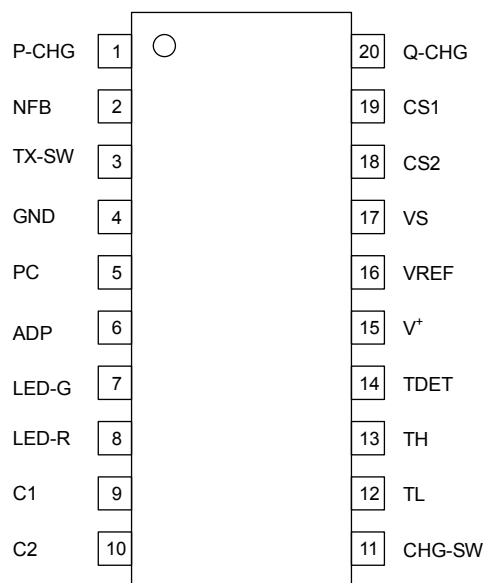 P-CHG 1 20 Q-CHG
NFB 2 19 CS1
TX-SW 3 18 CS2
GND 4 17 VS
PC 5 16 VREF
ADP 6 15 V⁺
LED-G 7 14 TDET
LED-R 8 13 TH
C1 9 12 TL
C2 10 11 CHG-SW